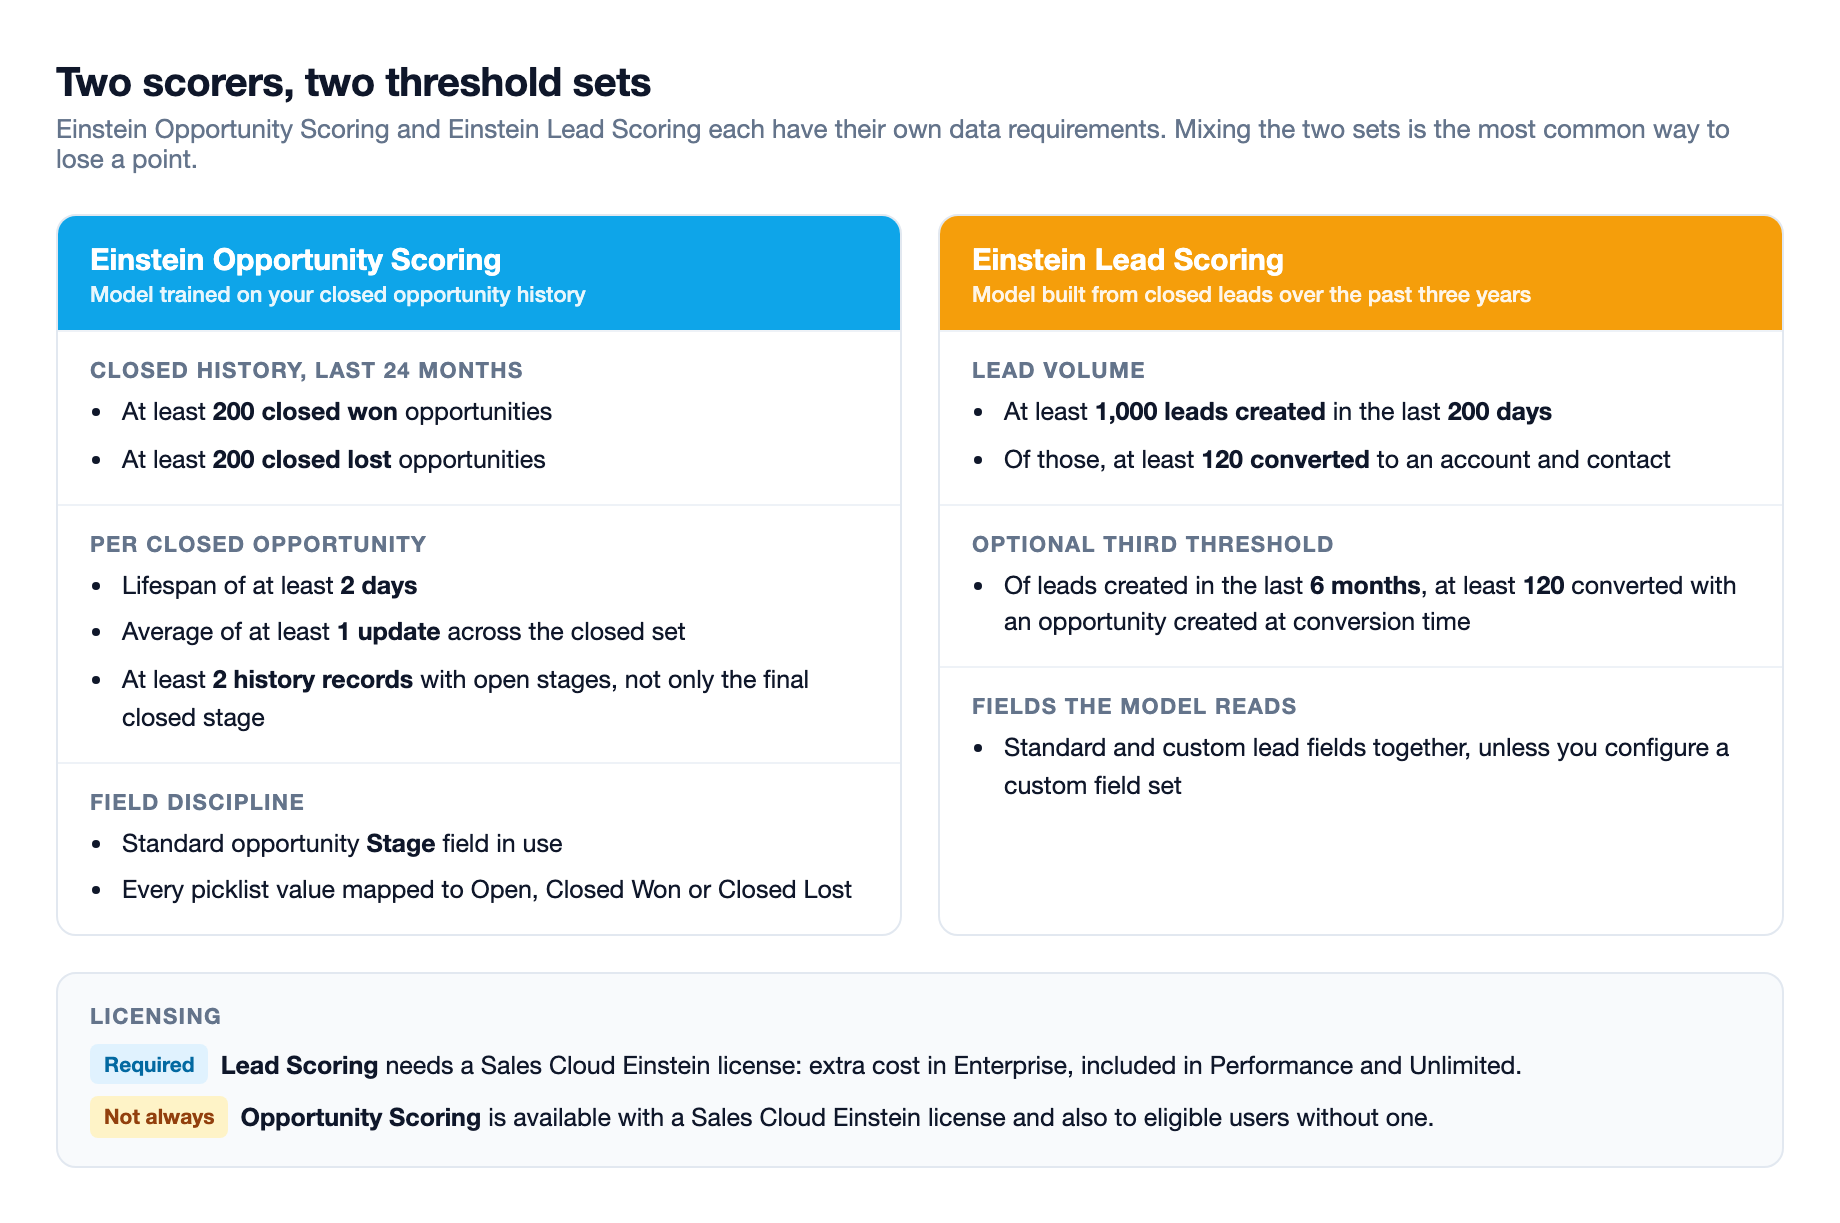 Two scorers, two threshold sets
Einstein Opportunity Scoring and Einstein Lead Scoring each have their own data requirements. Mixing the two sets is the most common way to
lose a point.
Einstein Opportunity Scoring
Model trained on your closed opportunity history
CLOSED HISTORY, LAST 24 MONTHS
• At least 200 closed won opportunities
• At least 200 closed lost opportunities
PER CLOSED OPPORTUNITY
• Lifespan of at least 2 days
• Average of at least 1 update across the closed set
• At least 2 history records with open stages, not only the final
closed stage
FIELD DISCIPLINE
• Standard opportunity Stage field in use
• Every picklist value mapped to Open, Closed Won or Closed Lost
Einstein Lead Scoring
Model built from closed leads over the past three years
LEAD VOLUME
• At least 1,000 leads created in the last 200 days
• Of those, at least 120 converted to an account and contact
OPTIONAL THIRD THRESHOLD
• Of leads created in the last 6 months, at least 120 converted with
an opportunity created at conversion time
FIELDS THE MODEL READS
• Standard and custom lead fields together, unless you configure a
custom field set
LICENSING
Required Lead Scoring needs a Sales Cloud Einstein license: extra cost in Enterprise, included in Performance and Unlimited.
Not always Opportunity Scoring is available with a Sales Cloud Einstein license and also to eligible users without one.